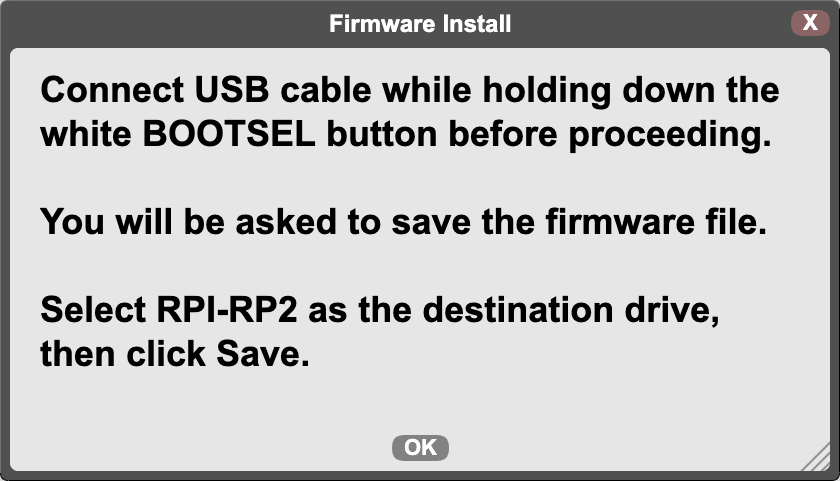 Firmware Install
X
Connect USB cable while holding down the
white BOOTSEL button before proceeding.
You will be asked to save the firmware file.
Select RPI-RP2 as the destination drive,
then click Save.
OK